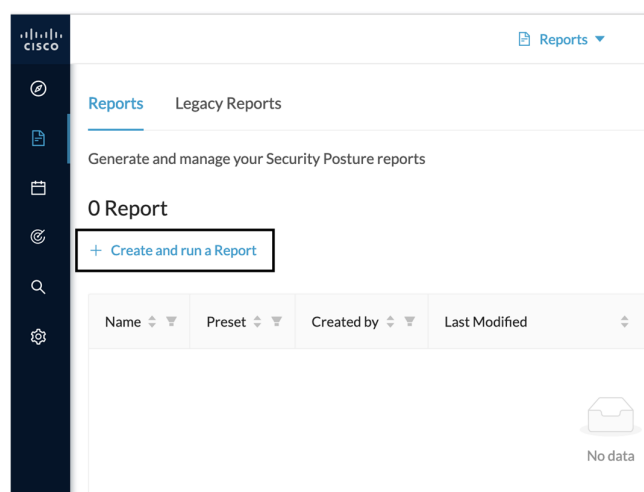 CISCO
Reports
Reports Legacy Reports
Generate and manage your Security Posture reports
0 Report
+ Create and run a Report
Name Preset Created by Last Modified
No data